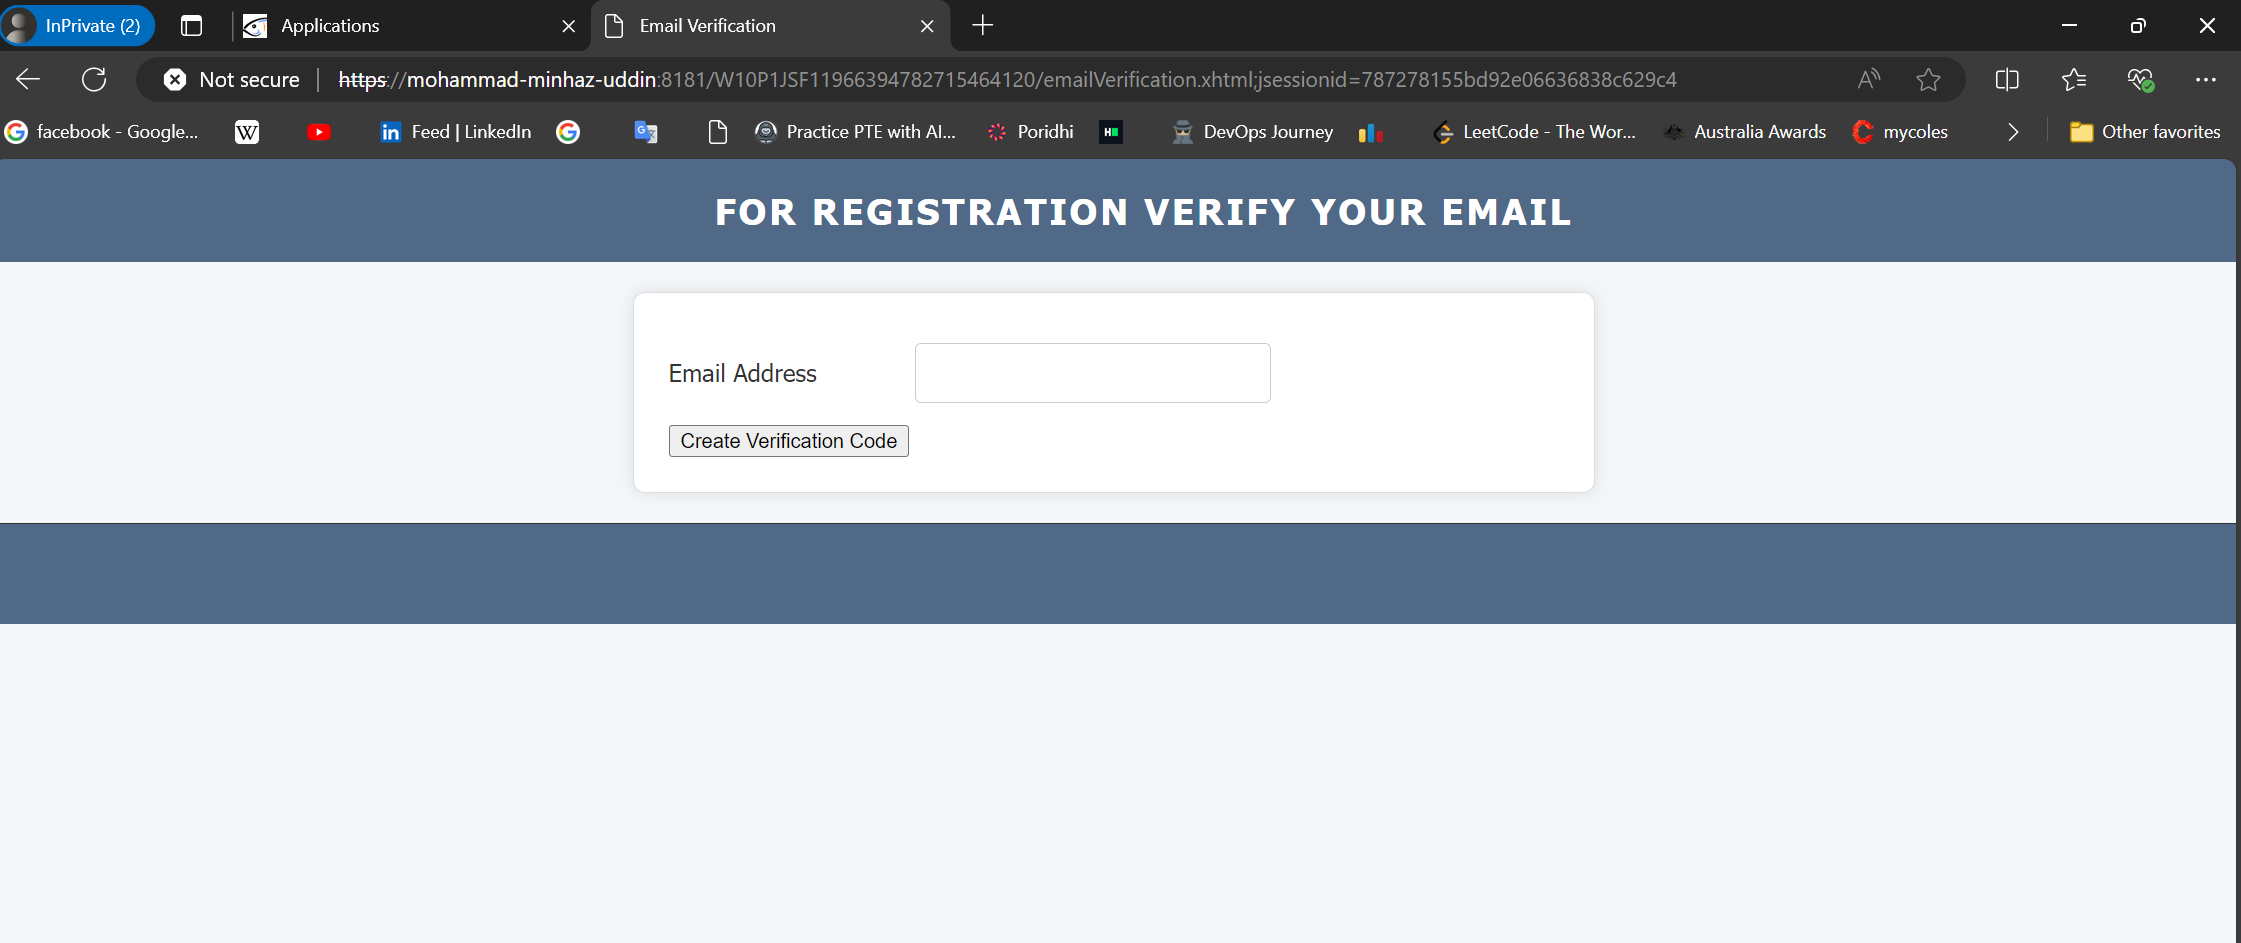 InPrivate (2)
Applications
Email Verification
Not secure
https://mohammad-minhaz-uddin:8181/W10P1JSF11966394782715464120/emailVerification.xhtml;jsessionid=787278155bd92e06636838c629c4
facebook - Google...
W
in Feed | LinkedIn
Practice PTE with AI...
Poridhi
DevOps Journey
LeetCode - The Wor...
Australia Awards
mycoles
Other favorites
FOR REGISTRATION VERIFY YOUR EMAIL
Email Address
Create Verification Code